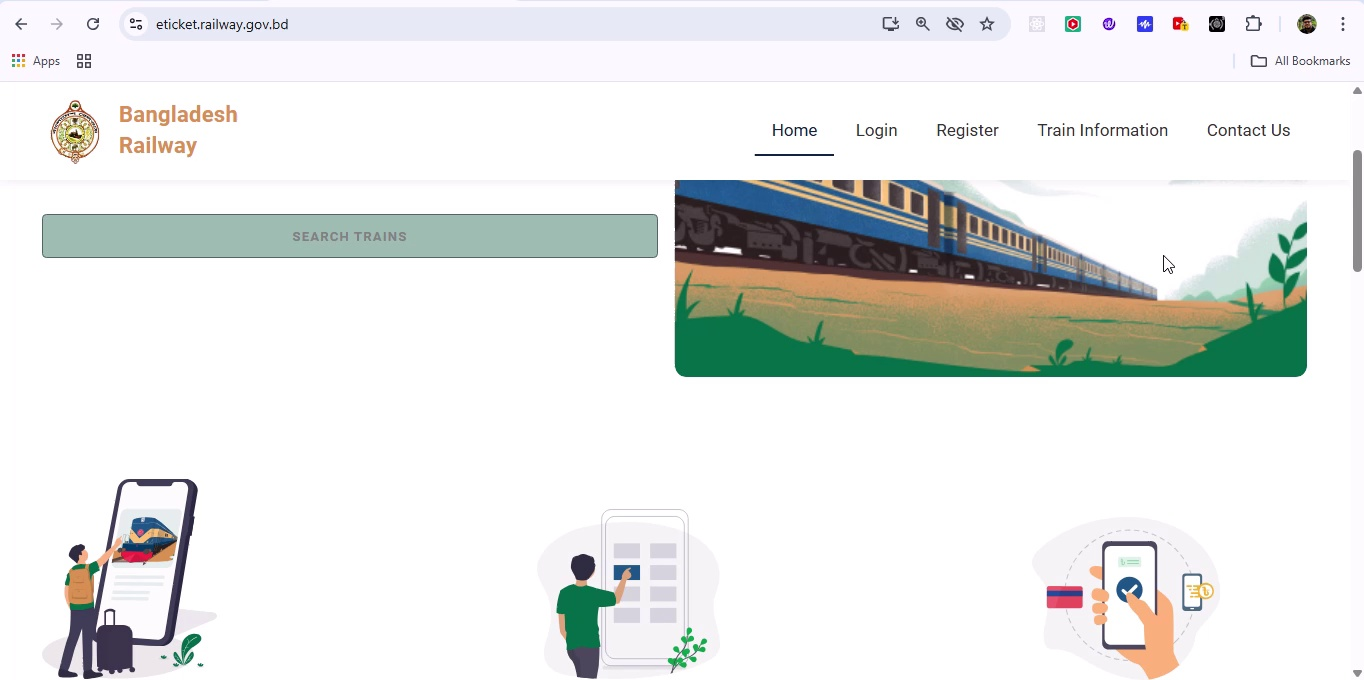 eticket.railway.gov.bd
Apps
All Bookmarks
Bangladesh
Railway
Home
Login
Register
Train Information
Contact Us
SEARCH TRAINS